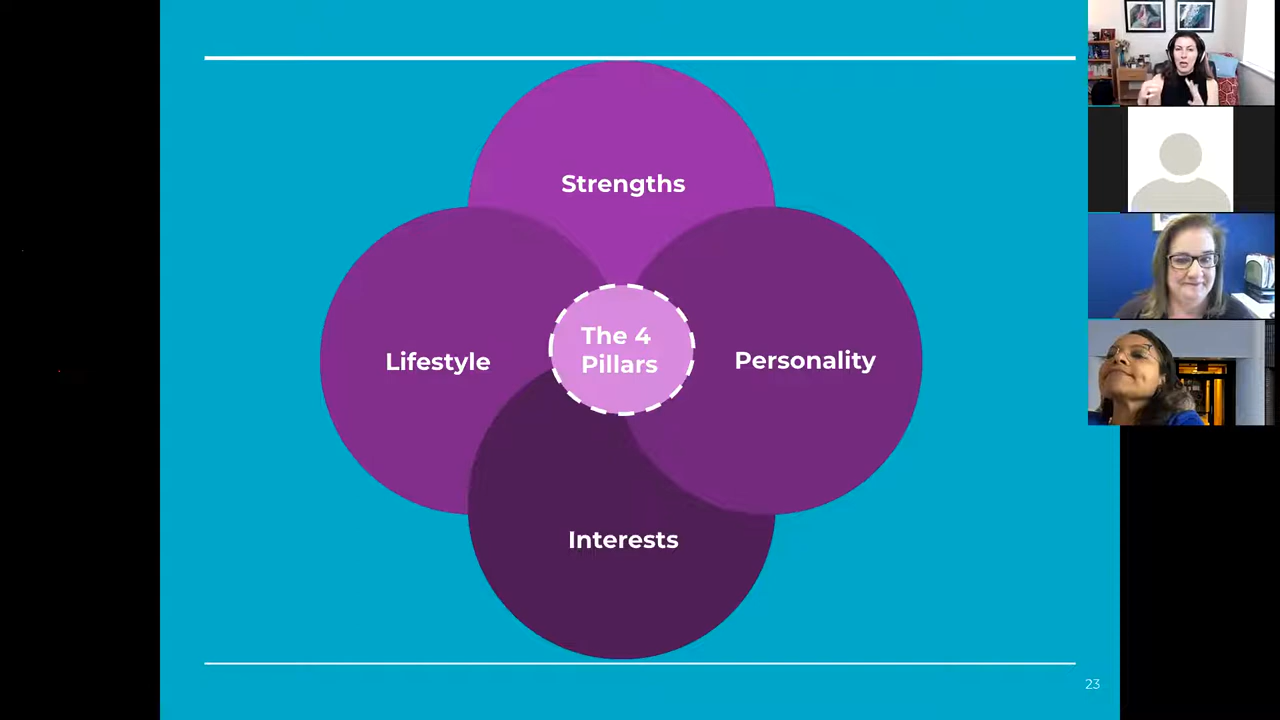 Strengths
Lifestyle
The 4
Pillars
Personality
Interests
23